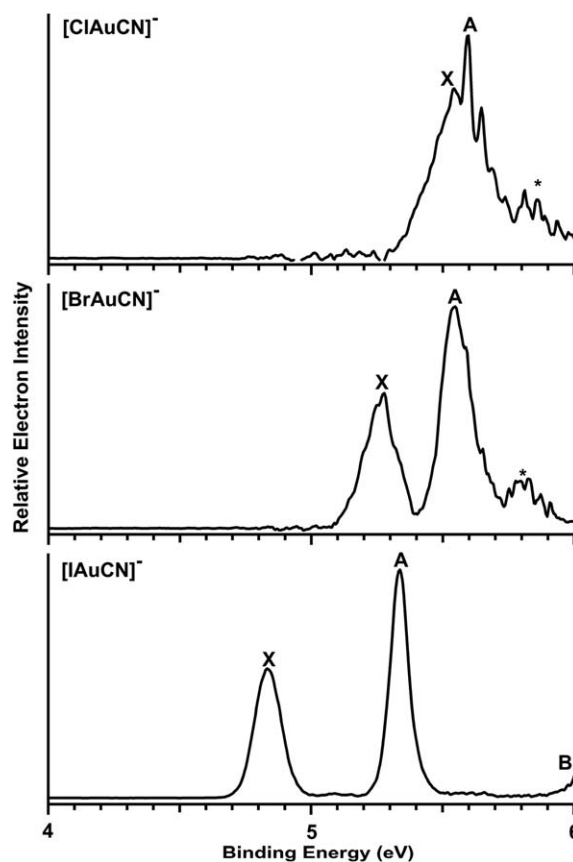 [ClAuCN]-
A
X
*
[BrAuCN]-
A
X
*
[IAuCN]-
A
X
B
4
5
6
Binding Energy (eV)
Relative Electron Intensity